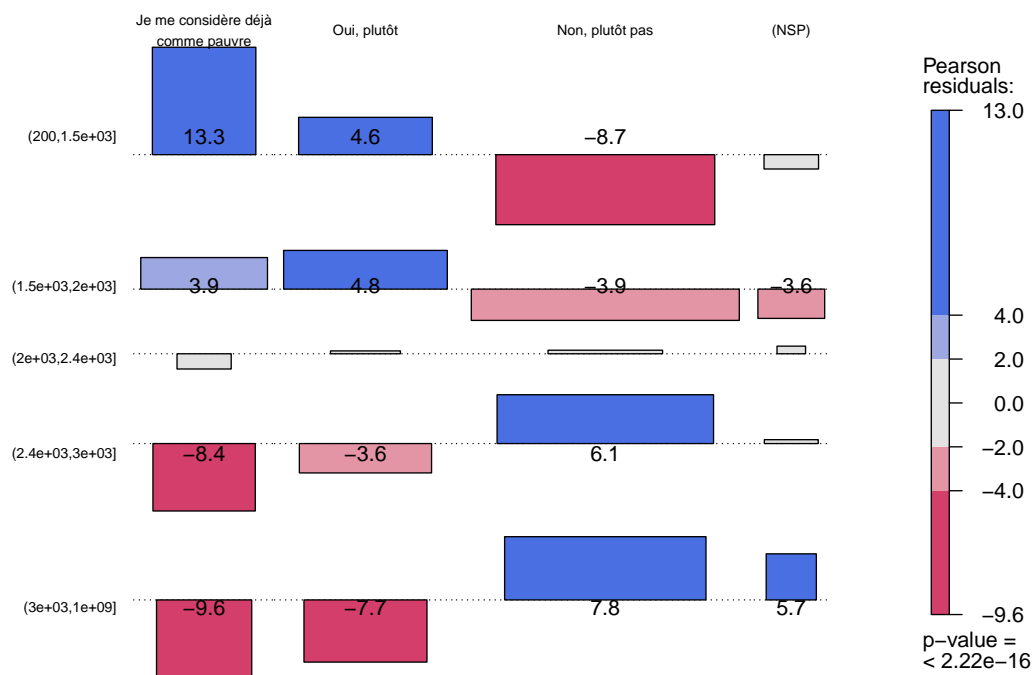 Je me considère déjà
comme pauvre
Oui, plutôt
Non, plutôt pas
(NSP)
(200,1.5e+03]
13.3
4.6
−8.7
(1.5e+03,2e+03]
3.9
4.8
−3.9
−3.6
(2e+03,2.4e+03]
(2.4e+03,3e+03]
−8.4
−3.6
6.1
(3e+03,1e+09]
−9.6
−7.7
7.8
5.7
Pearson
residuals:
13.0
4.0
2.0
0.0
−2.0
−4.0
−9.6
p−value =
< 2.22e−16